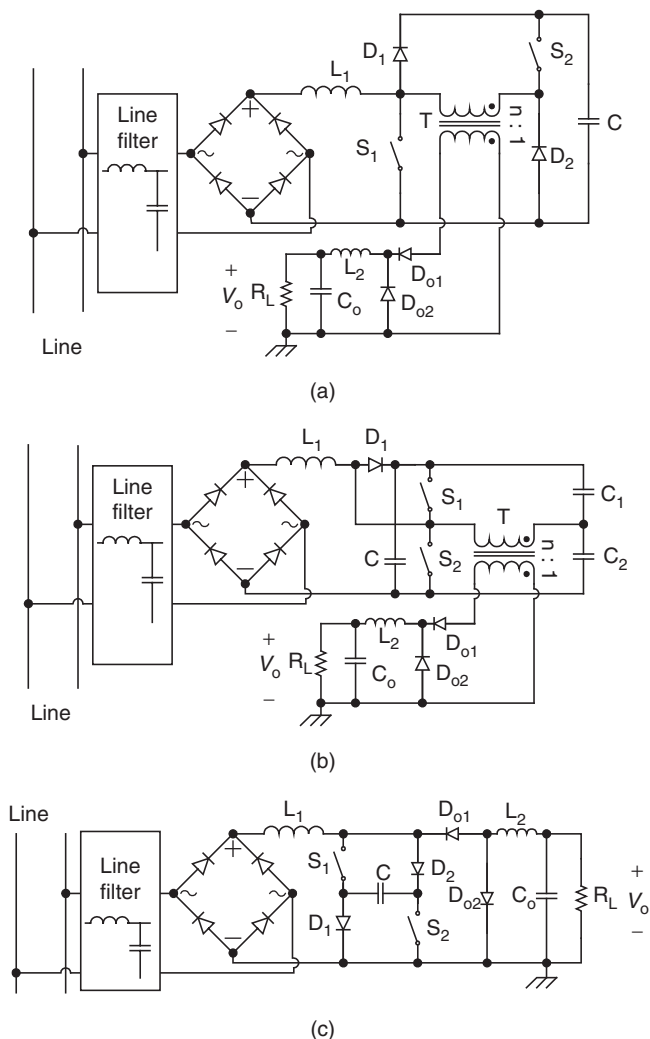 D1
S2
L1
Line
filter
+
T
n : 1
C
S1
~
~
D2
−
+
Vo
−
RL
Co
L2
Do1
Do2
Line
(a)
L1
D1
Line
filter
+
S1
C1
T
n : 1
~
~
C
S2
C2
−
+
Vo
−
RL
Co
L2
Do1
Do2
Line
(b)
Line
L1
Do1
L2
Line
filter
+
S1
C
D2
~
~
D1
S2
Do2
Co
RL
+
Vo
−
−
(c)